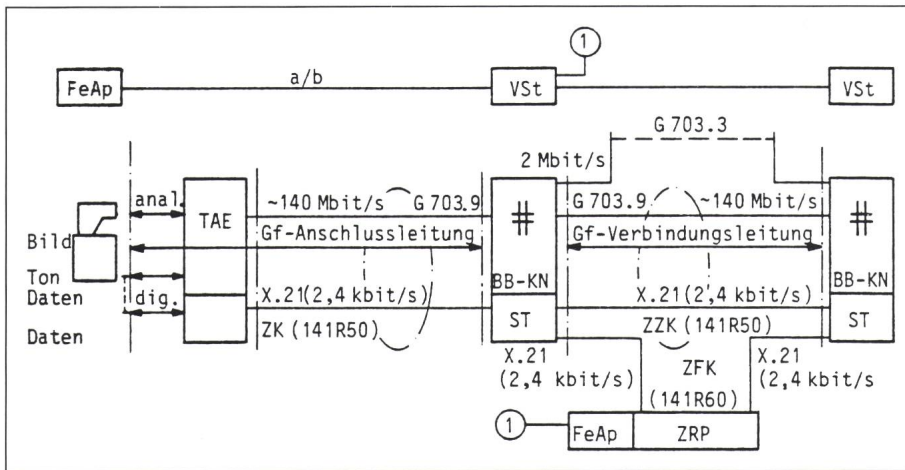 1
FeAp a/b VSt VSt
G 703.3
2 Mbit/s
anal. TAE ~140 Mbit/s G 703.9 # G 703.9 ~140 Mbit/s #
Bild Gf-Anschlussleitung Gf-Verbindungsleitung
Ton BB-KN BB-KN
Daten dig. X.21(2,4 kbit/s) X.21(2,4 kbit/s)
Daten ZK (141R50) ST ZZK (141R50) ST
X.21 ZFK X.21
(2,4 kbit/s) (141R60) (2,4 kbit/s
1 FeAp ZRP